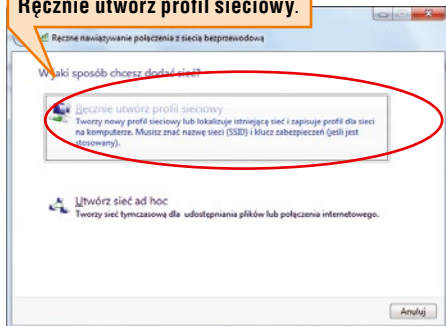 Ręcznie utwórz profil sieciowy.
Ręczne nawiązywanie połączenia z siecią bezprzewodową
W jaki sposób chcesz dodać sieć?
Ręcznie utwórz profil sieciowy
Tworzy nowy profil sieciowy lub lokalizuje istniejącą sieć i zapisuje profil dla sieci
na komputerze. Musisz znać nazwę sieci (SSID) i klucz zabezpieczeń (jeśli jest
stosowany).
Utwórz sieć ad hoc
Tworzy sieć tymczasową dla udostępniania plików lub połączenia internetowego.
Anuluj